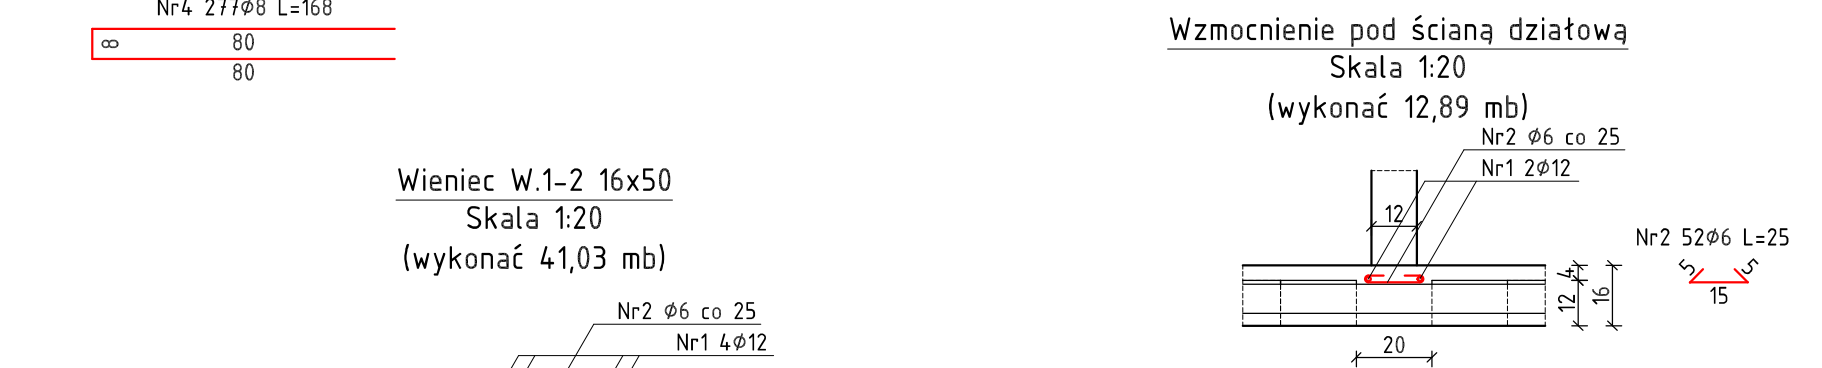 Nr4 277Ø8 L=168
8
80
80
Wieniec W.1-2 16x50
Skala 1:20
(wykonać 41,03 mb)
Nr2 Ø6 co 25
Nr1 4Ø12
Wzmocnienie pod ścianą działową
Skala 1:20
(wykonać 12,89 mb)
Nr2 Ø6 co 25
Nr1 2Ø12
12
4
12
16
20
Nr2 52Ø6 L=25
5
5
15